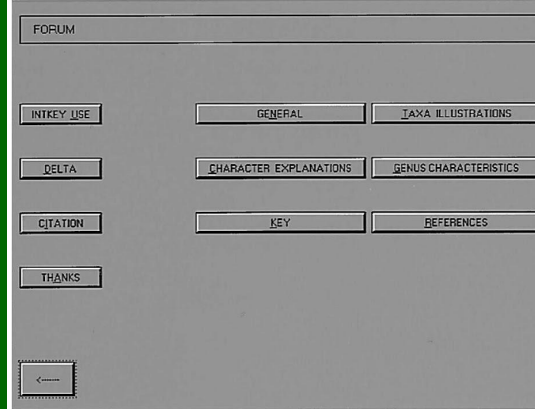 FORUM
INTKEY USE
GENERAL
TAXA ILLUSTRATIONS
DELTA
CHARACTER EXPLANATIONS
GENUS CHARACTERISTICS
CITATION
KEY
REFERENCES
THANKS
<------